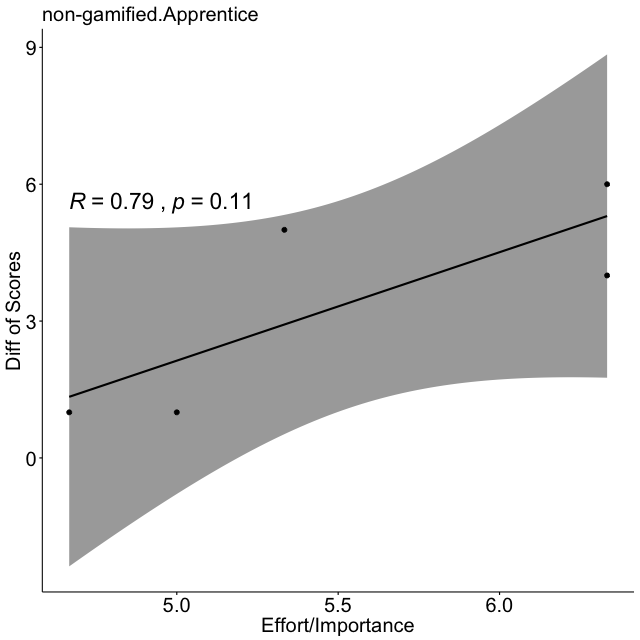 non-gamified.Apprentice
9
6
3
0
R = 0.79 , p = 0.11
Diff of Scores
5.0 5.5 6.0
Effort/Importance